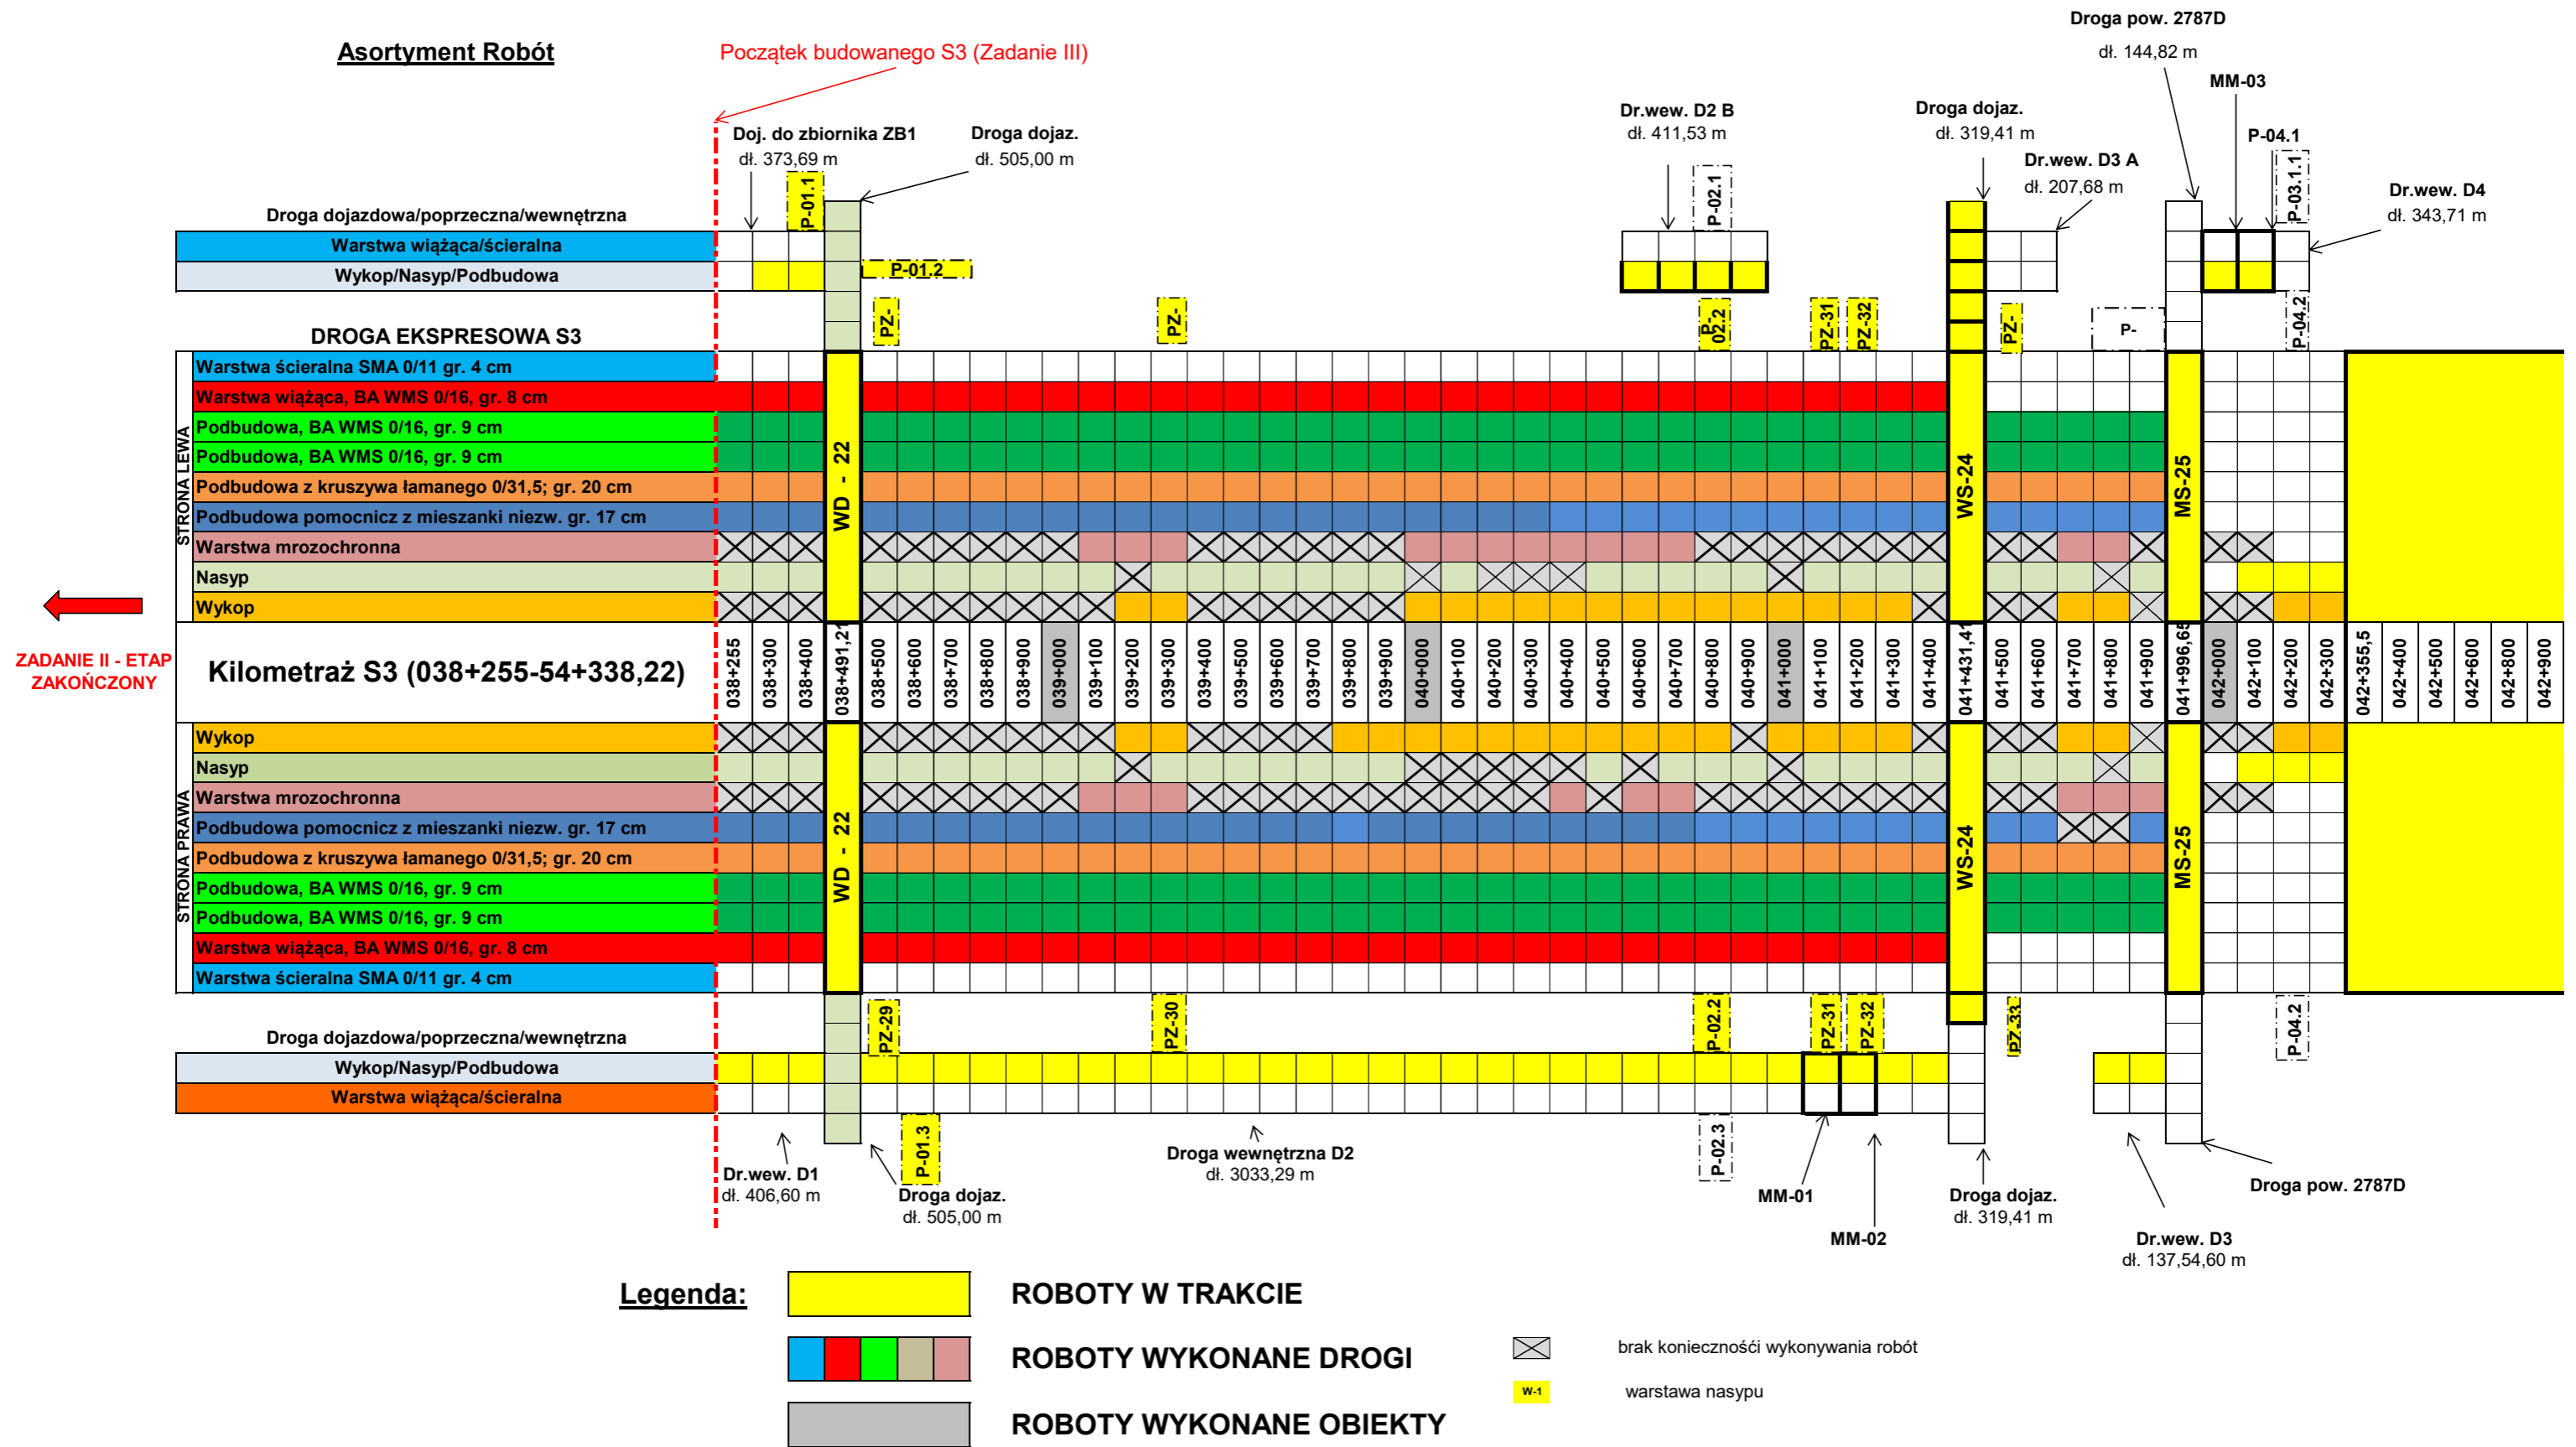 Droga pow. 2787D
dł. 144,82 m
Asortyment Robót
Początek budowanego S3 (Zadanie III)
MM-03
Dr.wew. D2 B
dł. 411,53 m
Droga dojaz.
dł. 319,41 m
Doj. do zbiornika ZB1
dł. 373,69 m
Droga dojaz.
dł. 505,00 m
P-04.1
Dr.wew. D3 A
dł. 207,68 m
P-01.1
P-02.1
P-03.1.1
Dr.wew. D4
dł. 343,71 m
Droga dojazdowa/poprzeczna/wewnętrzna
Warstwa wiążąca/ścieralna
Wykop/Nasyp/Podbudowa
P-01.2
PZ-
PZ-
P-02.2
PZ-31
PZ-32
PZ-
P-
P-04.2
DROGA EKSPRESOWA S3
STRONA LEWA
Warstwa ścieralna SMA 0/11 gr. 4 cm
Warstwa wiążąca, BA WMS 0/16, gr. 8 cm
Podbudowa, BA WMS 0/16, gr. 9 cm
Podbudowa, BA WMS 0/16, gr. 9 cm
Podbudowa z kruszywa łamanego 0/31,5; gr. 20 cm
Podbudowa pomocnicz z mieszanki niezw. gr. 17 cm
Warstwa mrozochronna
Nasyp
Wykop
WD - 22
WS-24
MS-25
ZADANIE II - ETAP
ZAKOŃCZONY
Kilometraż S3 (038+255-54+338,22)
038+255
038+300
038+400
038+491,21
038+500
038+600
038+700
038+800
038+900
039+000
039+100
039+200
039+300
039+400
039+500
039+600
039+700
039+800
039+900
040+000
040+100
040+200
040+300
040+400
040+500
040+600
040+700
040+800
040+900
041+000
041+100
041+200
041+300
041+400
041+431,41
041+500
041+600
041+700
041+800
041+900
041+996,65
042+000
042+100
042+200
042+300
042+355,5
042+400
042+500
042+600
042+800
042+900
STRONA PRAWA
Wykop
Nasyp
Warstwa mrozochronna
Podbudowa pomocnicz z mieszanki niezw. gr. 17 cm
Podbudowa z kruszywa łamanego 0/31,5; gr. 20 cm
Podbudowa, BA WMS 0/16, gr. 9 cm
Podbudowa, BA WMS 0/16, gr. 9 cm
Warstwa wiążąca, BA WMS 0/16, gr. 8 cm
Warstwa ścieralna SMA 0/11 gr. 4 cm
WD - 22
WS-24
MS-25
PZ-29
PZ-30
P-02.2
PZ-31
PZ-32
PZ-33
P-04.2
Droga dojazdowa/poprzeczna/wewnętrzna
Wykop/Nasyp/Podbudowa
Warstwa wiążąca/ścieralna
P-01.3
P-02.3
Dr.wew. D1
dł. 406,60 m
Droga dojaz.
dł. 505,00 m
Droga wewnętrzna D2
dł. 3033,29 m
MM-01
MM-02
Droga dojaz.
dł. 319,41 m
Droga pow. 2787D
Dr.wew. D3
dł. 137,54,60 m
Legenda:
ROBOTY W TRAKCIE
ROBOTY WYKONANE DROGI
ROBOTY WYKONANE OBIEKTY
brak koniecznośći wykonywania robót
W-1
warstawa nasypu